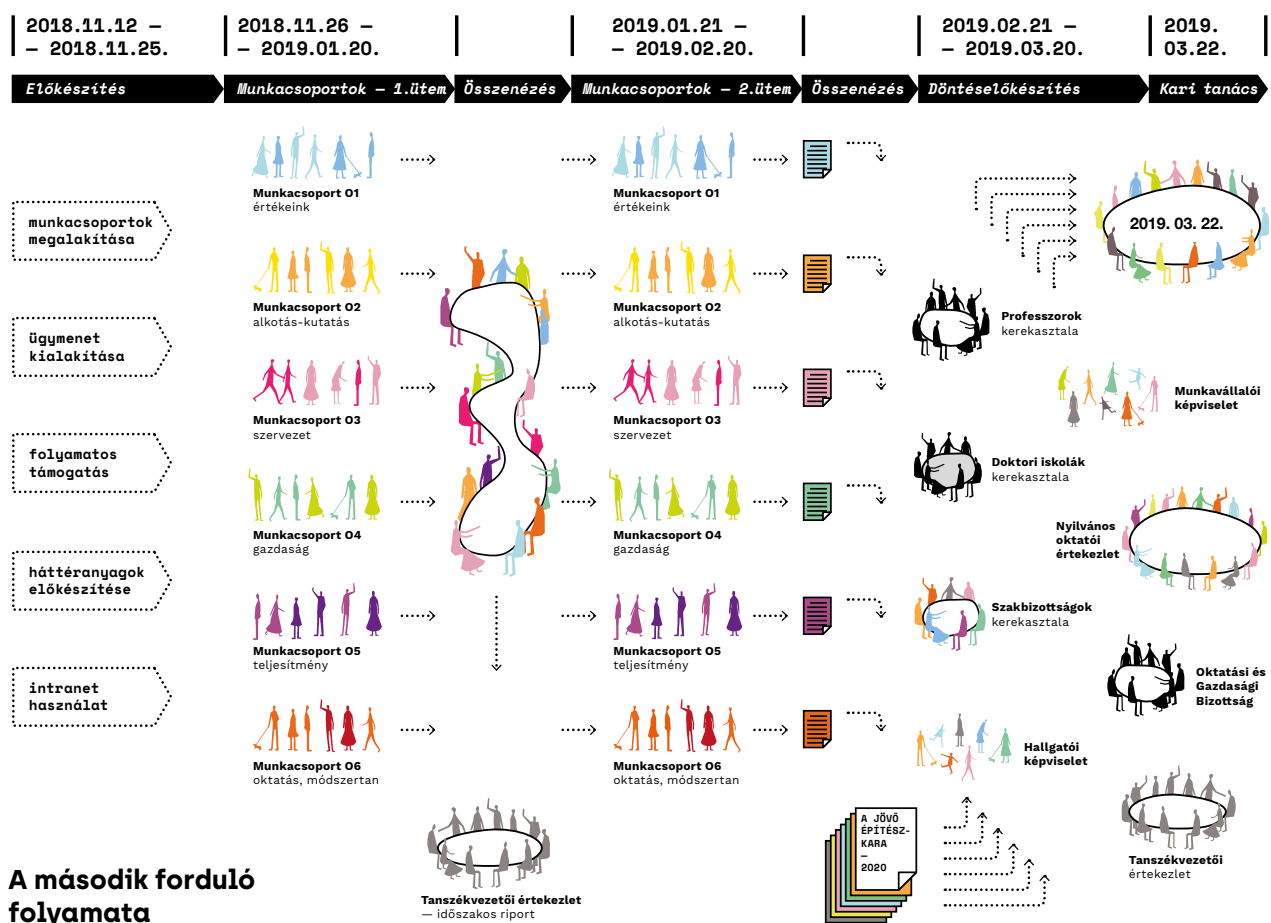 2018.11.12 —
— 2018.11.25.
2018.11.26 —
— 2019.01.20.
2019.01.21 —
— 2019.02.20.
2019.02.21 —
— 2019.03.20.
2019.
03.22.
Előkészítés
Munkacsoportok — 1.ütem
Összenézés
Munkacsoportok — 2.ütem
Összenézés
Döntéselőkészítés
Kari tanács
munkacsoportok
megalakítása
ügymenet
kialakítása
folyamatos
támogatás
háttéranyagok
előkészítése
intranet
használat
Munkacsoport 01
értékeink
Munkacsoport 02
alkotás-kutatás
Munkacsoport 03
szervezet
Munkacsoport 04
gazdaság
Munkacsoport 05
teljesítmény
Munkacsoport 06
oktatás, módszertan
Tanszékvezetői értekezlet
— időszakos riport
Munkacsoport 01
értékeink
Munkacsoport 02
alkotás-kutatás
Munkacsoport 03
szervezet
Munkacsoport 04
gazdaság
Munkacsoport 05
teljesítmény
Munkacsoport 06
oktatás, módszertan
A JÖVŐ
ÉPÍTÉSZ-
KARA
—
2020
2019. 03. 22.
Professzorok
kerekasztala
Munkavállalói
képviselet
Doktori iskolák
kerekasztala
Nyilvános
oktatói
értekezlet
Szakbizottságok
kerekasztala
Oktatási és
Gazdasági
Bizottság
Hallgatói
képviselet
Tanszékvezetői
értekezlet
A második forduló
folyamata